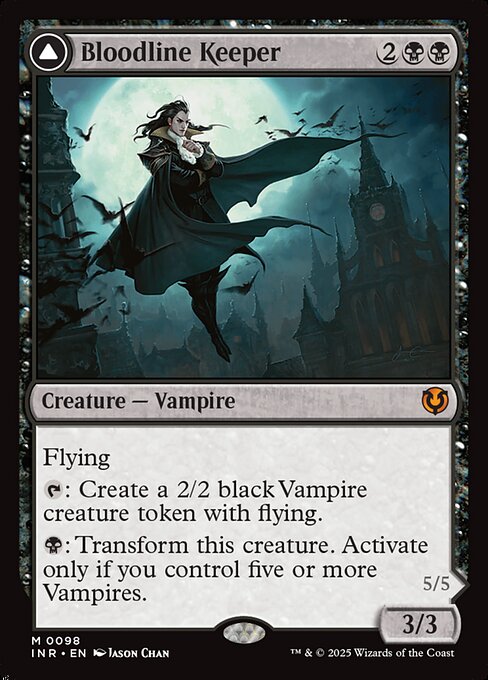 Bloodline Keeper 2
Creature — Vampire
Flying
: Create a 2/2 black Vampire
creature token with flying.
: Transform this creature. Activate
only if you control five or more
Vampires.
5/5
3/3
M 0098
INR • EN Jason Chan
™ & © 2025 Wizards of the Coast